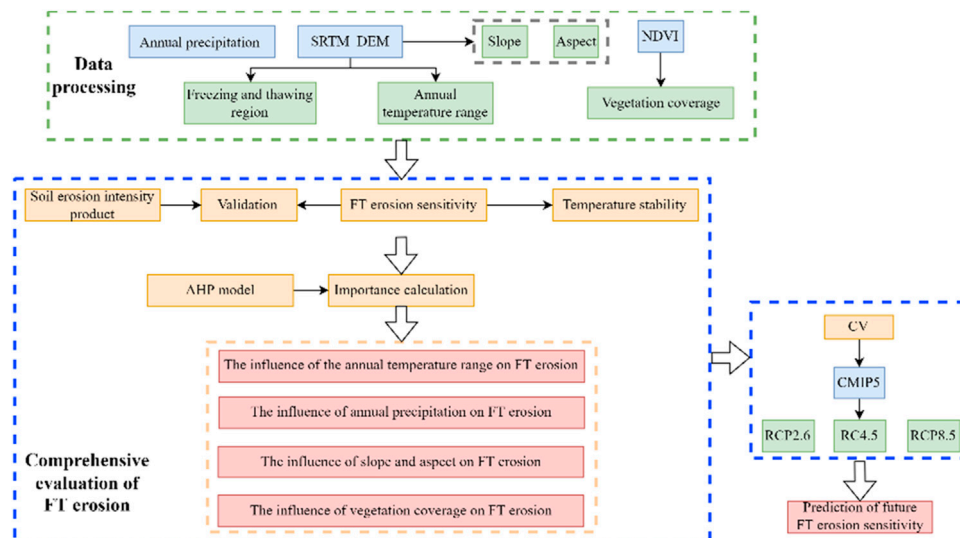 Data
processing
Annual precipitation
SRTM DEM
Slope
Aspect
NDVI
Freezing and thawing
region
Annual
temperature range
Vegetation coverage
Soil erosion intensity
product
Validation
FT erosion sensitivity
Temperature stability
AHP model
Importance calculation
The influence of the annual temperature range on FT erosion
The influence of annual precipitation on FT erosion
The influence of slope and aspect on FT erosion
The influence of vegetation coverage on FT erosion
Comprehensive
evaluation of
FT erosion
CV
CMIP5
RCP2.6
RC4.5
RCP8.5
Prediction of future
FT erosion sensitivity